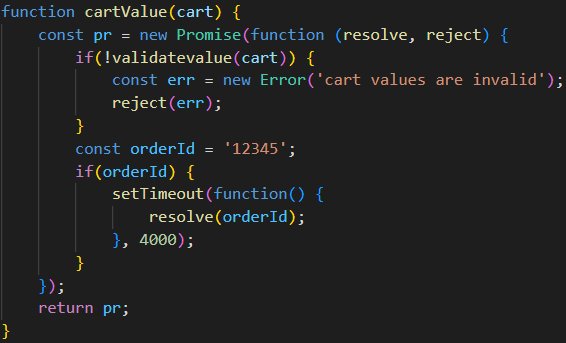 function cartValue(cart) {
    const pr = new Promise(function (resolve, reject) {
        if(!validatevalue(cart)) {
            const err = new Error('cart values are invalid');
            reject(err);
        }
        const orderId = '12345';
        if(orderId) {
            setTimeout(function() {
                resolve(orderId);
            }, 4000);
        }
    });
    return pr;
}